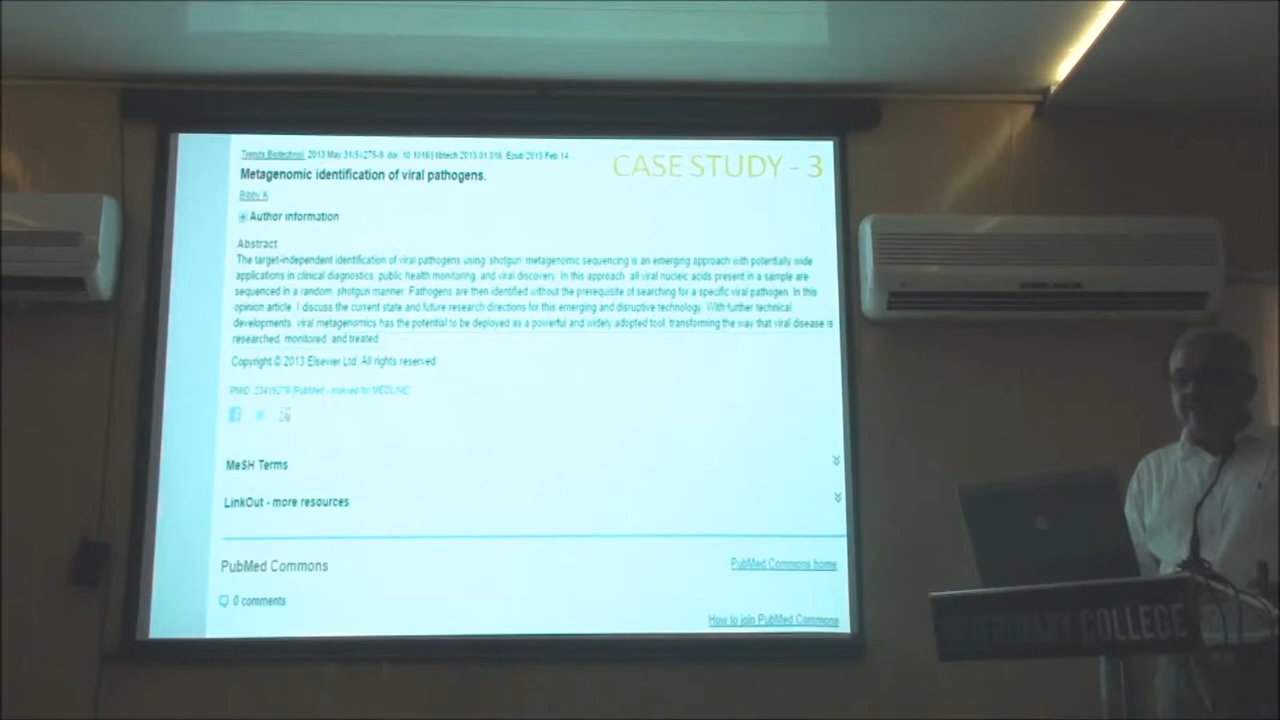 Trends Biotechnol. 2013 May 31(5):275-9. doi: 10.1016/j.tibtech.2013.01.016. Epub 2013 Feb 14.
CASE STUDY - 3
Metagenomic identification of viral pathogens.
Bibby K
Author information
Abstract
The target-independent identification of viral pathogens using shotgun metagenomic sequencing is an emerging approach with potentially wide
applications in clinical diagnostics, public health monitoring, and viral discovery. In this approach, all viral nucleic acids present in a sample are
sequenced in a random, shotgun manner. Pathogens are then identified without the prerequisite of searching for a specific viral pathogen. In this
opinion article, I discuss the current state and future research directions for this emerging and disruptive technology. With further technical
developments, viral metagenomics has the potential to be deployed as a powerful and widely adopted tool, transforming the way that viral disease is
researched, monitored, and treated.
Copyright © 2013 Elsevier Ltd. All rights reserved.
PMID: [PubMed - indexed for MEDLINE]
MeSH Terms
LinkOut - more resources
PubMed Commons
PubMed Commons home
0 comments
How to join PubMed Commons
COLLEGE